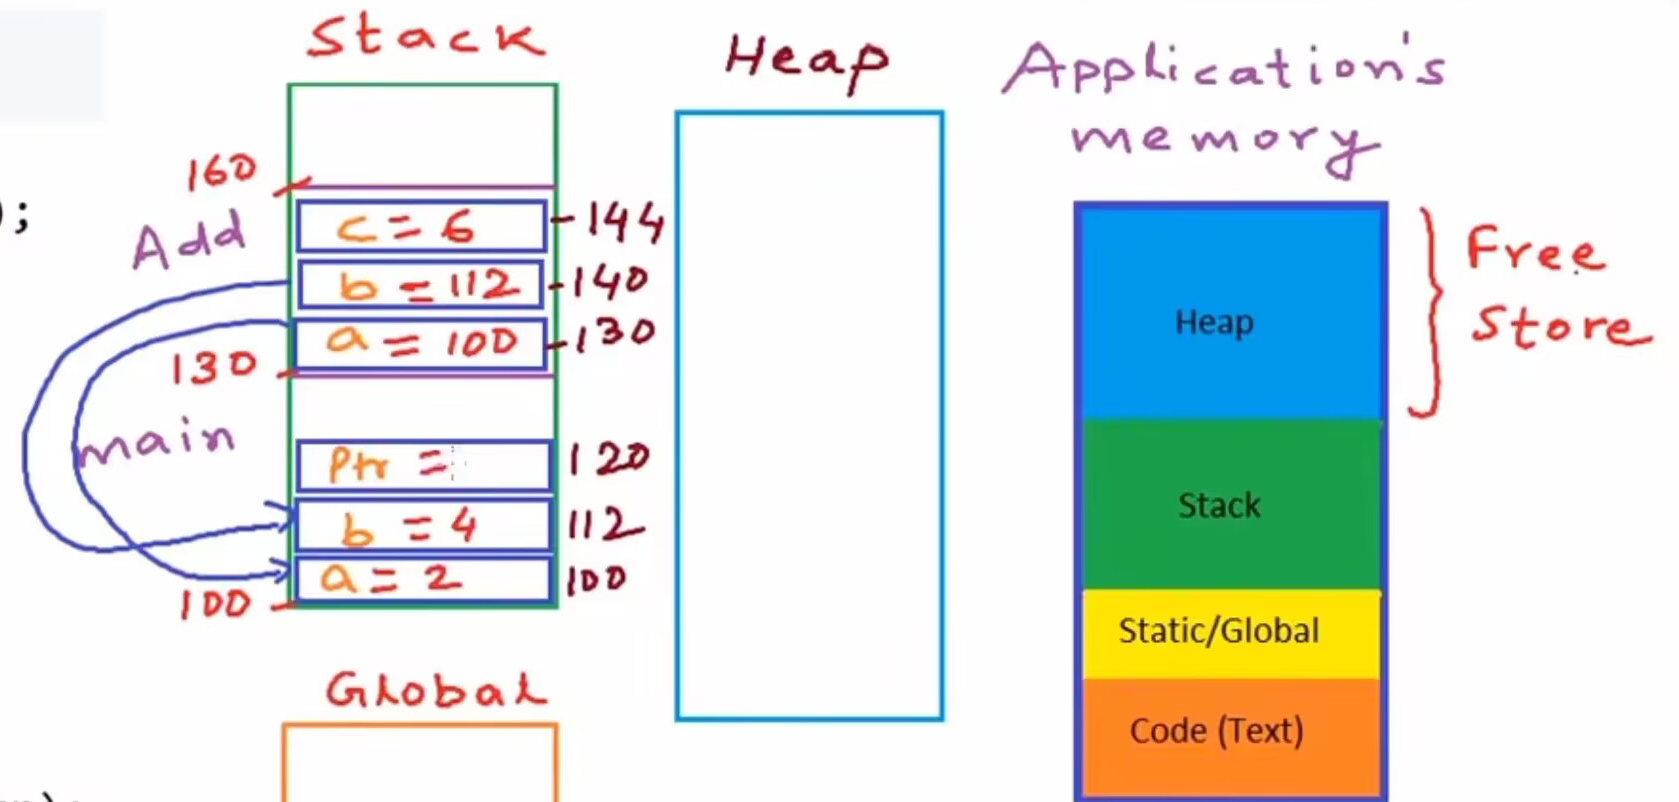 Stack
Heap
Application's
memory
160
);
Add
c = 6
144
b = 112
140
a = 100
130
130
main
Ptr =
120
b = 4
112
a = 2
100
100
Global
Heap
Free
Store
Stack
Static/Global
Code (Text)
);